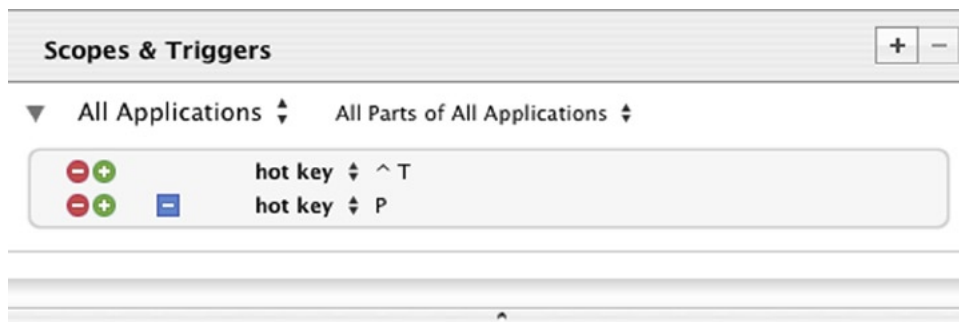 Scopes & Triggers
All Applications All Parts of All Applications
hot key ^ T
hot key P